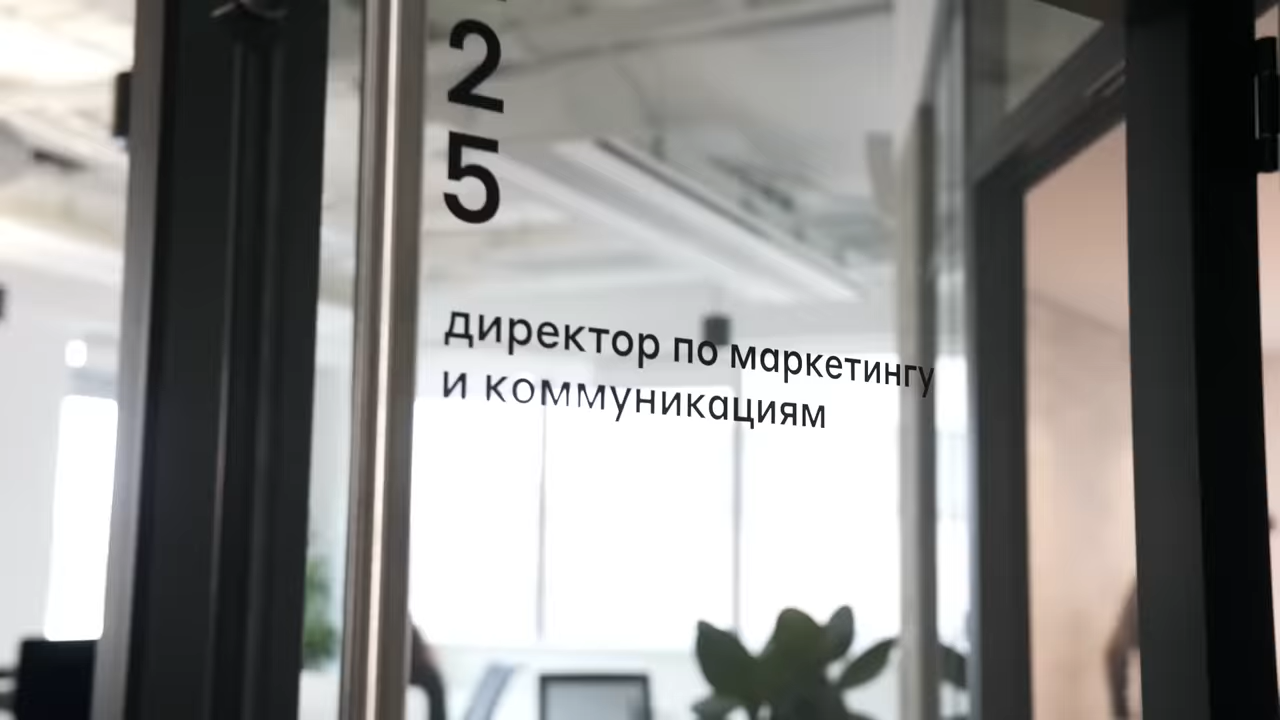 2
5
директор по маркетингу
и коммуникациям